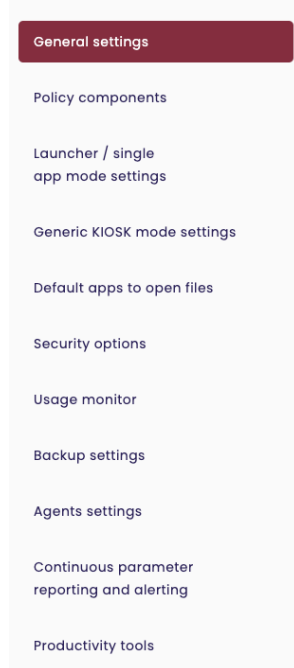 General settings
Policy components
Launcher / single
app mode settings
Generic KIOSK mode settings
Default apps to open files
Security options
Usage monitor
Backup settings
Agents settings
Continuous parameter
reporting and alerting
Productivity tools